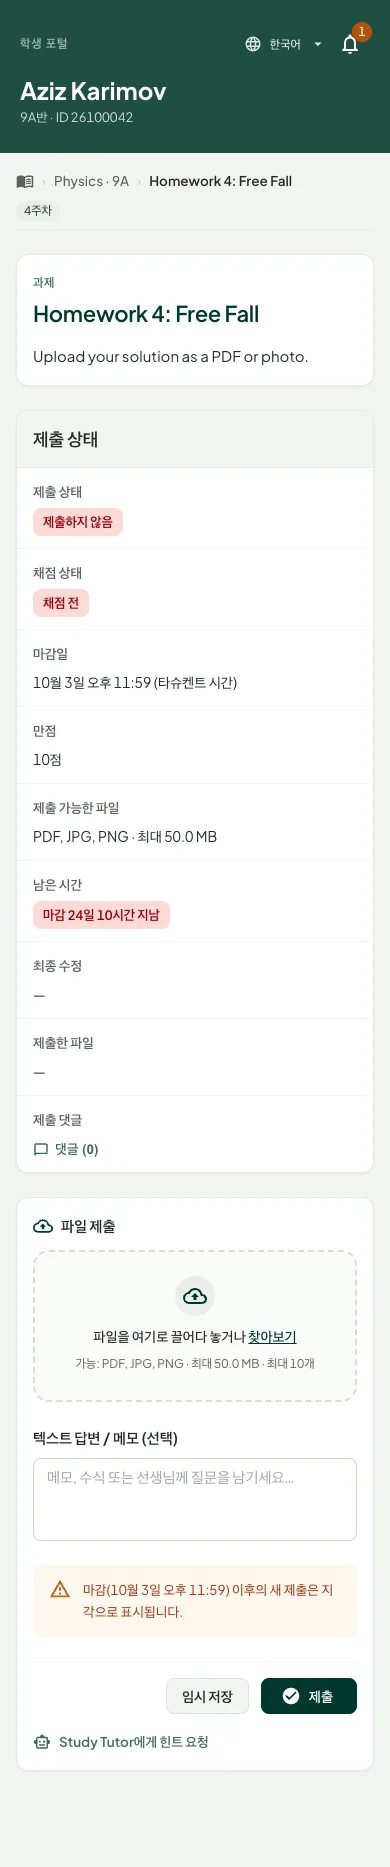 학생 포털
한국어
1
Aziz Karimov
9A반 · ID 26100042
Physics · 9A › Homework 4: Free Fall
4주차
과제
Homework 4: Free Fall
Upload your solution as a PDF or photo.
제출 상태
제출 상태
제출하지 않음
채점 상태
채점 전
마감일
10월 3일 오후 11:59 (타슈켄트 시간)
만점
10점
제출 가능한 파일
PDF, JPG, PNG · 최대 50.0 MB
남은 시간
마감 24일 10시간 지남
최종 수정
—
제출한 파일
—
제출 댓글
댓글 (0)
파일 제출
파일을 여기로 끌어다 놓거나 찾아보기
가능: PDF, JPG, PNG · 최대 50.0 MB · 최대 10개
텍스트 답변 / 메모 (선택)
메모, 수식 또는 선생님께 질문을 남기세요...
마감(10월 3일 오후 11:59) 이후의 새 제출은 지
각으로 표시됩니다.
임시 저장
제출
Study Tutor에게 힌트 요청